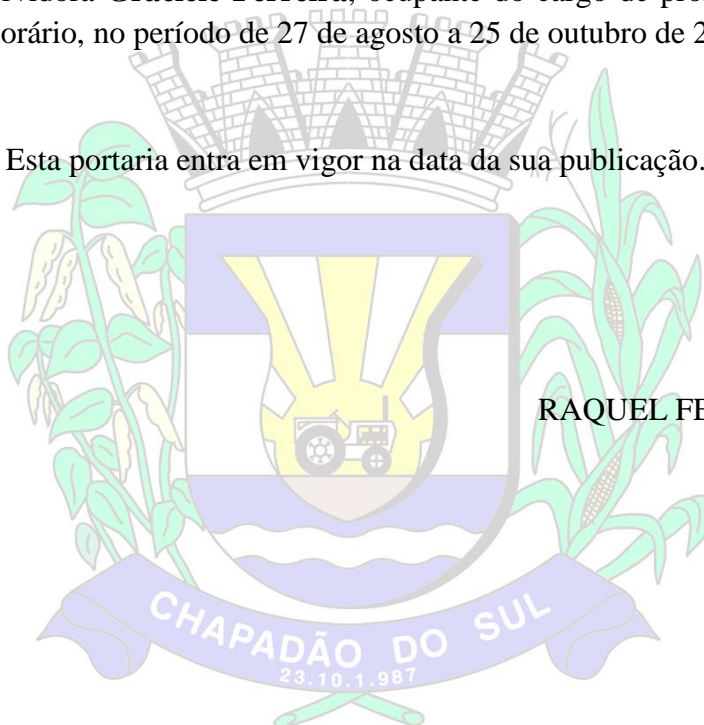 orário, no período de 27 de agosto a 25 de outubro de 2
Esta portaria entra em vigor na data da sua publicação.
RAQUEL FE
CHAPADÃO DO SUL
23.10.1.987